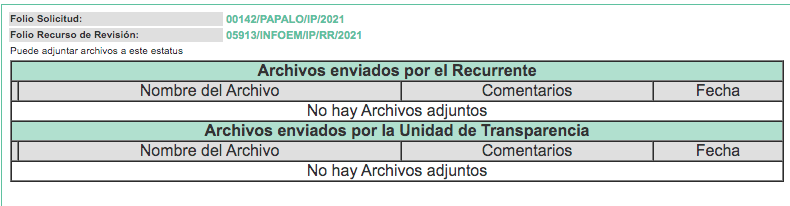 Folio Solicitud: 00142/PAPALO/IP/2021
Folio Recurso de Revisión: 05913/INFOEM/IP/RR/2021
Puede adjuntar archivos a este estatus
Archivos enviados por el Recurrente
Nombre del Archivo Comentarios Fecha
No hay Archivos adjuntos
Archivos enviados por la Unidad de Transparencia
Nombre del Archivo Comentarios Fecha
No hay Archivos adjuntos